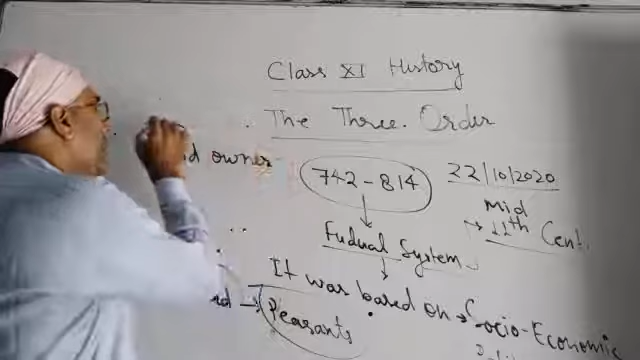 Class XI History
The Three Order
owner 742-814 22/10/2020
Mid
→ 11th Cent.
Fudual System
It was based on → Socio-Economic
→ Peasants